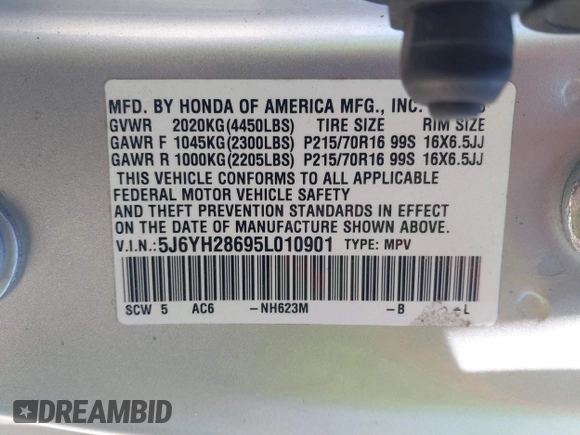 MFD. BY HONDA OF AMERICA MFG., INC.
GVWR 2020KG(4450LBS) TIRE SIZE RIM SIZE
GAWR F 1045KG(2300LBS) P215/70R16 99S 16X6.5JJ
GAWR R 1000KG(2205LBS) P215/70R16 99S 16X6.5JJ
THIS VEHICLE CONFORMS TO ALL APPLICABLE
FEDERAL MOTOR VEHICLE SAFETY
AND THEFT PREVENTION STANDARDS IN EFFECT
ON THE DATE OF MANUFACTURE SHOWN ABOVE.
V.I.N.: 5J6YH28695L010901 TYPE: MPV
SCW 5 AC6 -NH623M -B -L
DREAMBID